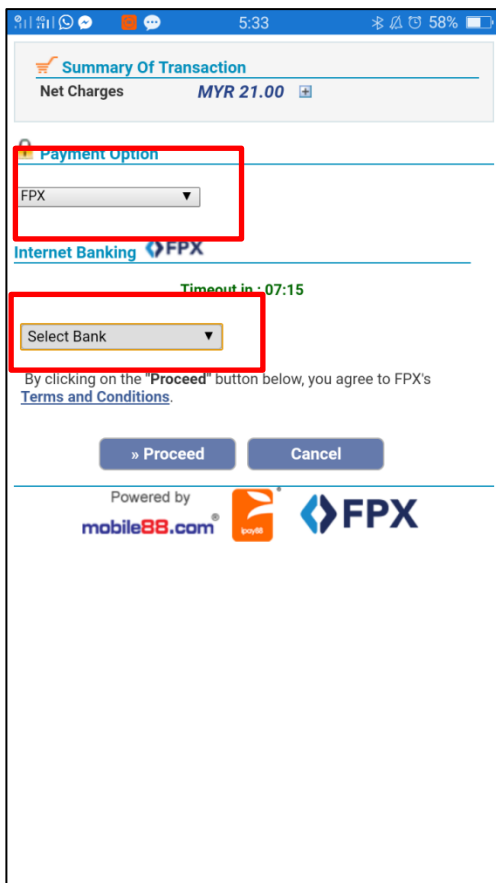 5:33 58%
Summary Of Transaction
Net Charges MYR 21.00
Payment Option
FPX
Internet Banking FPX
Timeout in : 07:15
Select Bank
By clicking on the "Proceed" button below, you agree to FPX's
Terms and Conditions.
» Proceed Cancel
Powered by
mobile88.com® ipay88 FPX